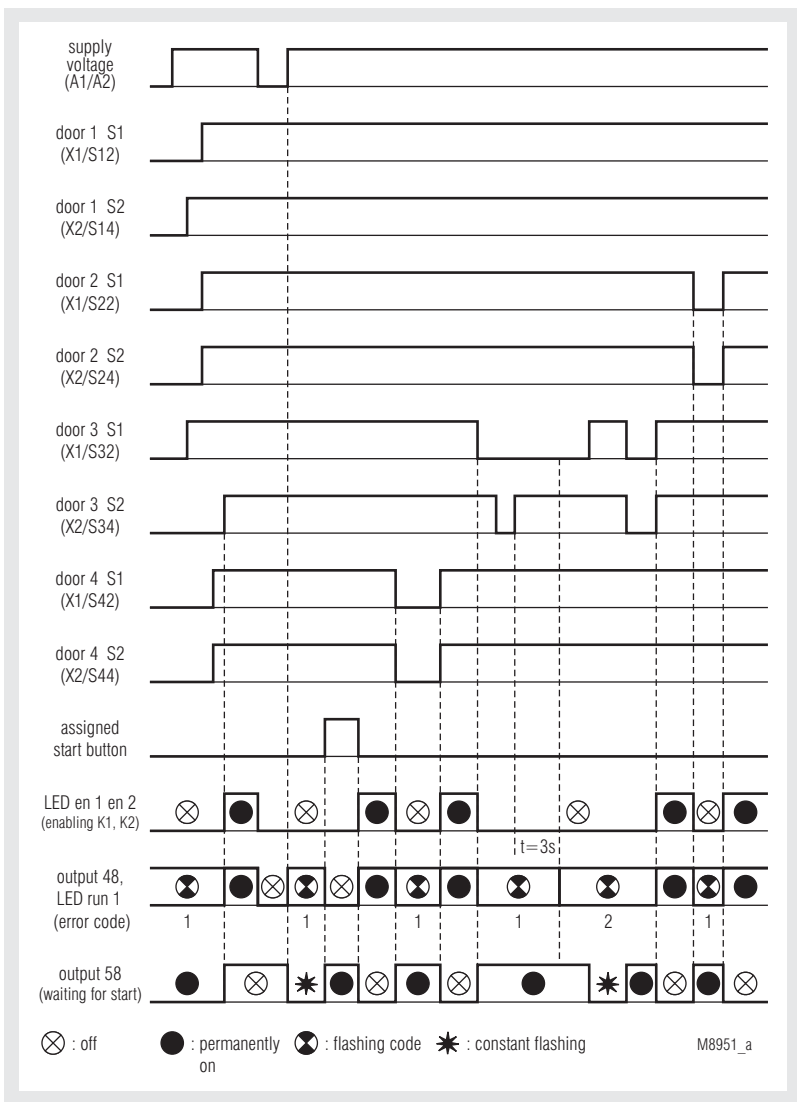 supply
voltage
(A1/A2)
door 1 S1
(X1/S12)
door 1 S2
(X2/S14)
door 2 S1
(X1/S22)
door 2 S2
(X2/S24)
door 3 S1
(X1/S32)
door 3 S2
(X2/S34)
door 4 S1
(X1/S42)
door 4 S2
(X2/S44)
assigned
start button
LED en 1 en 2
(enabling K1, K2)
t=3s
output 48,
LED run 1
(error code)
1 1 1 1 2 1
output 58
(waiting for start)
: off
: permanently
on
: flashing code
: constant flashing
M8951_a